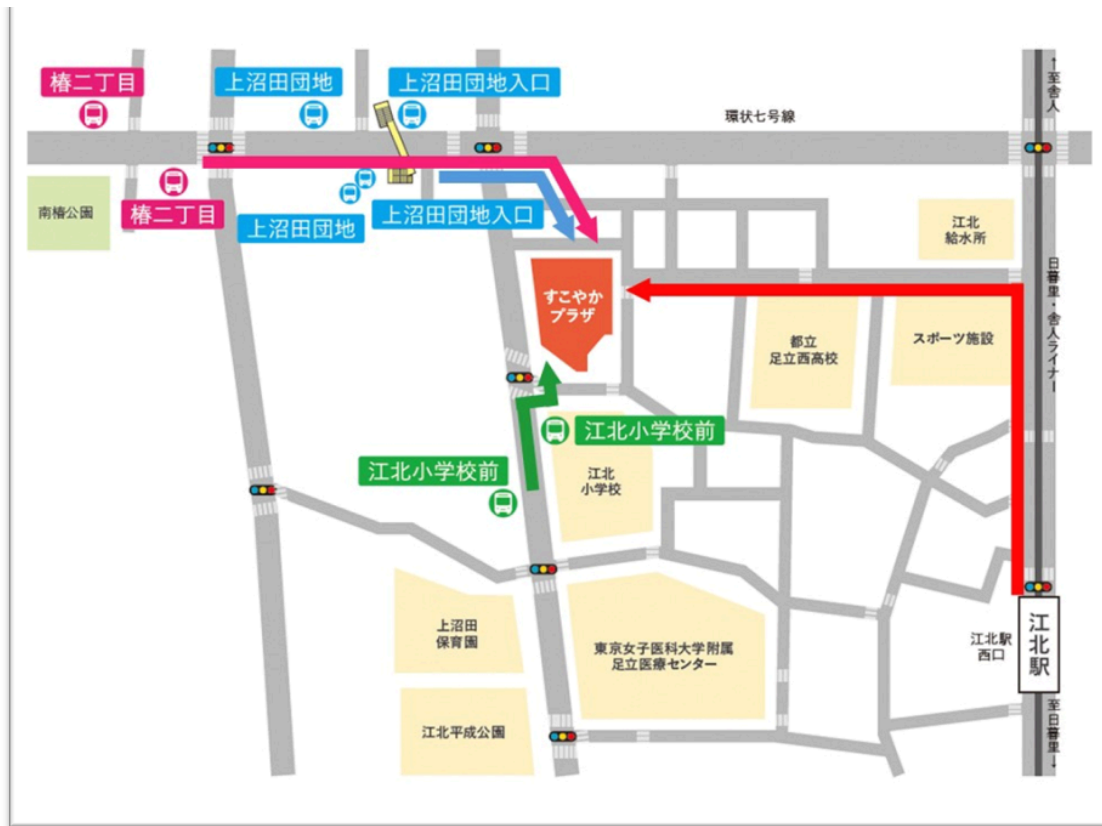 椿二丁目
上沼田団地
上沼田団地入口
環状七号線
↑至舎人
南椿公園
椿二丁目
上沼田団地
上沼田団地入口
江北
給水所
すこやか
プラザ
都立
足立西高校
スポーツ施設
日暮里・舎人ライナー
江北小学校前
江北小学校前
江北
小学校
上沼田
保育園
東京女子医科大学附属
足立医療センター
江北駅
西口
江北駅
江北平成公園
至日暮里↓